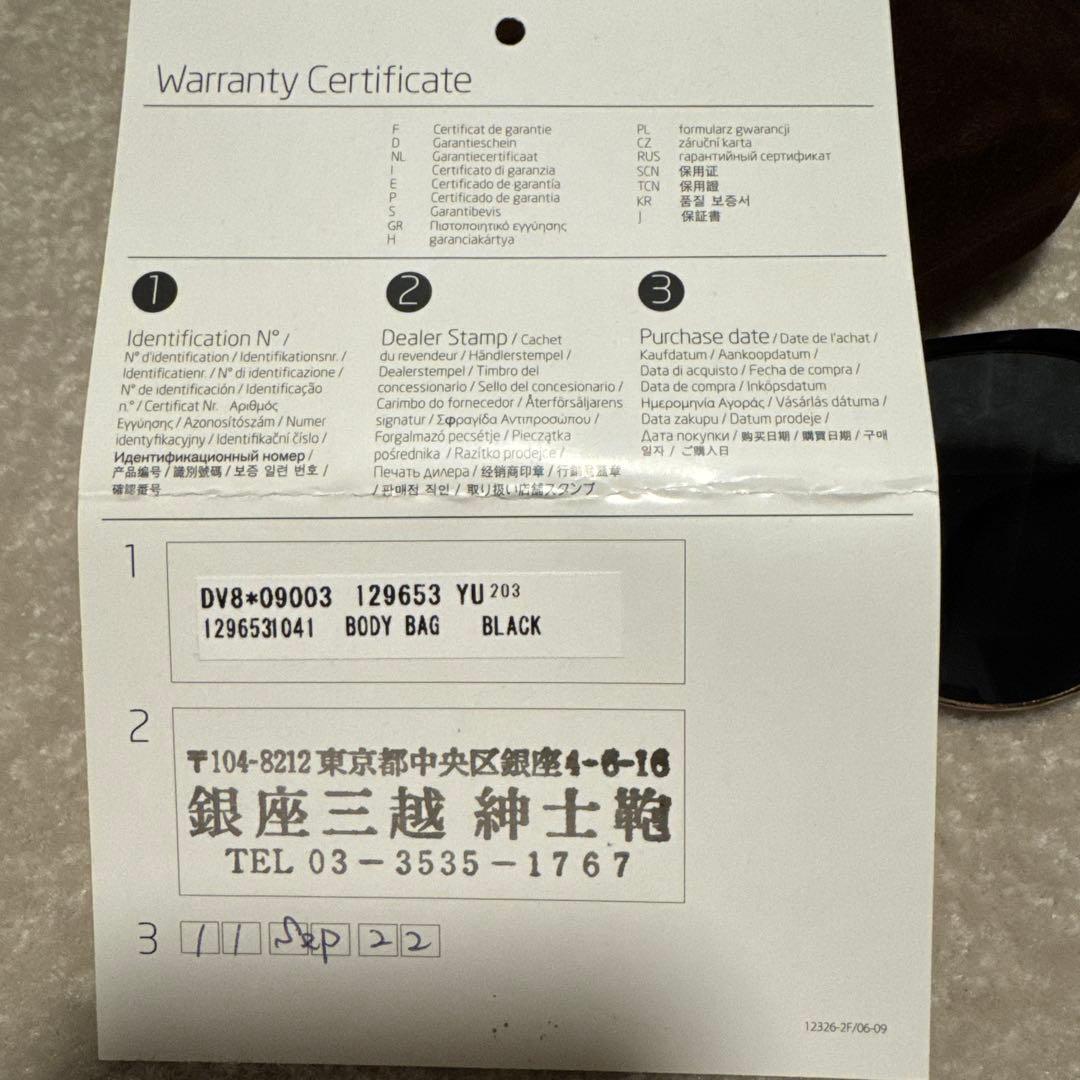 Warranty Certificate
F Certificat de garantie
D Garantieschein
NL Garantiecertificaat
I Certificato di garanzia
E Certificado de garantía
P Certificado de garantia
S Garantibevis
GR Πιστοποιητικό εγγύησης
H garanciakártya
PL formularz gwarancji
CZ záruční karta
RUS гарантийный сертификат
SCN 保用证
TCN 保用證
KR 품질 보증서
J 保証書
1
Identification N° /
N° d'identification / Identifikationsnr. /
Identificatienr. / N° di identificazione /
N° de identificación / Identificação
n.° / Certificat Nr. Αριθμός
Εγγύησης / Azonosítószám / Numer
identyfikacyjny / Identifikační číslo /
Идентификационный номер /
产品编号 / 識別號碼 / 보증 일련 번호 /
確認番号
2
Dealer Stamp / Cachet
du revendeur / Händlerstempel /
Dealerstempel / Timbro del
concessionario / Sello del concesionario /
Carimbo do fornecedor / Återförsäljarens
signatur / Σφραγίδα Αντιπροσώπου /
Forgalmazó pecsétje / Pieczątka
pośrednika / Razítko prodejce /
Печать дилера / 经销商印章 / 行銷店蓋章
/ 판매점 직인 / 取り扱い店舗スタンプ
3
Purchase date / Date de l'achat /
Kaufdatum / Aankoopdatum /
Data di acquisto / Fecha de compra /
Data de compra / Inköpsdatum
Ημερομηνία Αγοράς / Vásárlás dátuma /
Data zakupu / Datum prodeje /
Дата покупки / 购买日期 / 購買日期 / 구매
일자 / ご購入日
1
DV8*09003 129653 YU 203
1296531041 BODY BAG BLACK
2
〒104-8212 東京都中央区銀座4-6-16
銀座三越 紳士鞄
TEL 03-3535-1767
3 11 Sep 22
12326-2F/06-09